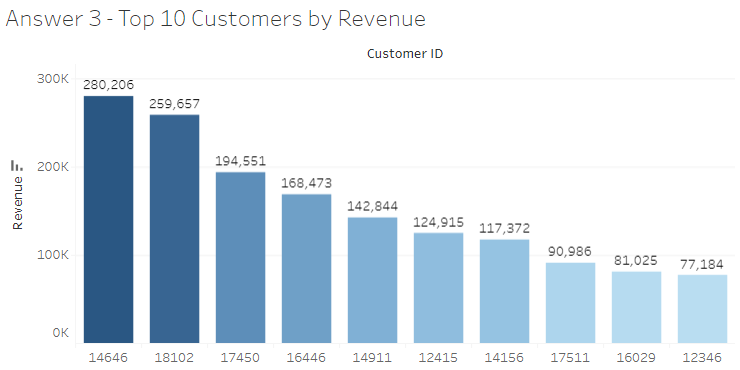 Answer 3 - Top 10 Customers by Revenue
Customer ID
Revenue
300K
200K
100K
0K
280,206
259,657
194,551
168,473
142,844
124,915
117,372
90,986
81,025
77,184
14646 18102 17450 16446 14911 12415 14156 17511 16029 12346